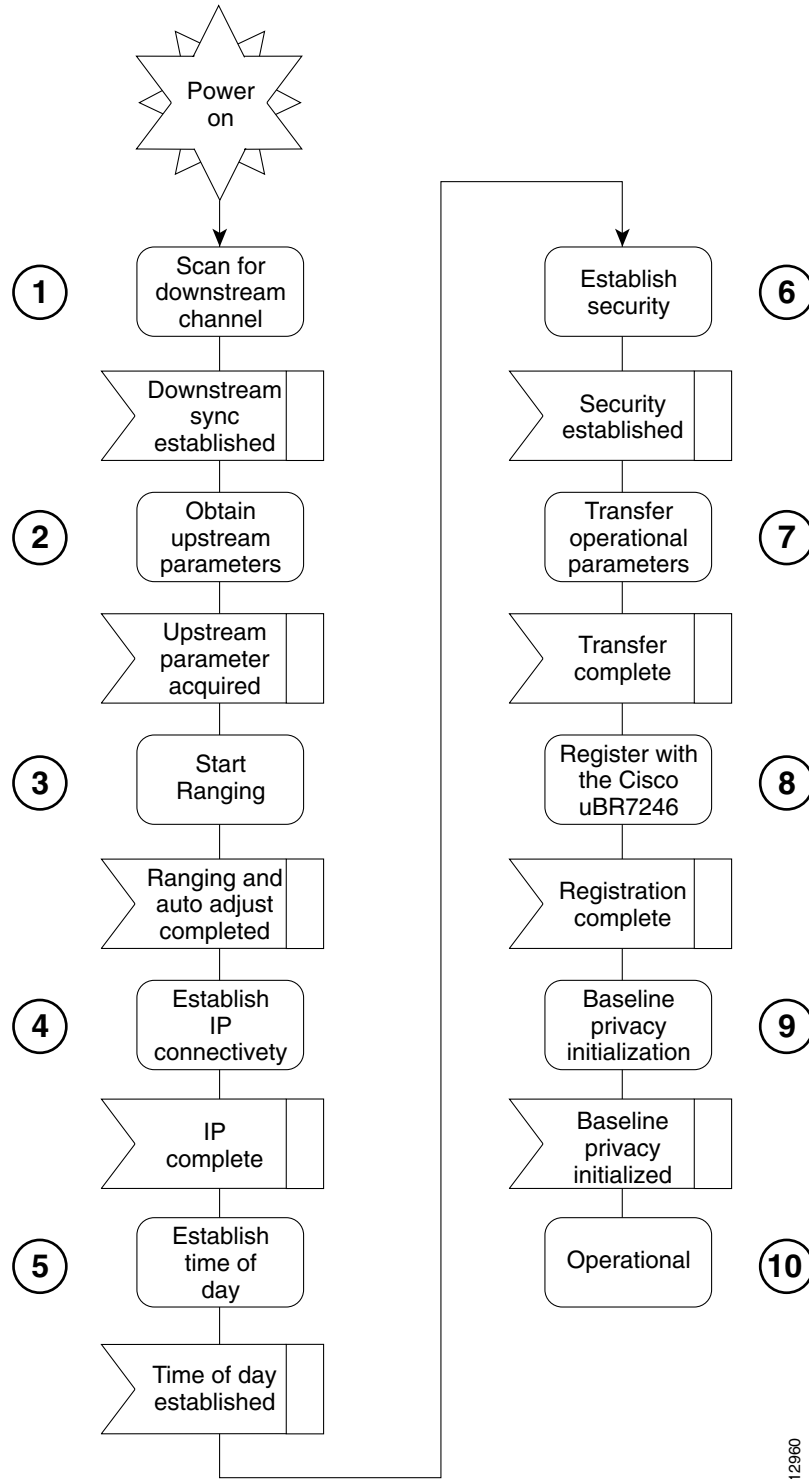 Power
on
1
Scan for
downstream
channel
Downstream
sync
established
2
Obtain
upstream
parameters
Upstream
parameter
acquired
3
Start
Ranging
Ranging and
auto adjust
completed
4
Establish
IP
connectivety
IP
complete
5
Establish
time of
day
Time of day
established
6
Establish
security
Security
established
7
Transfer
operational
parameters
Transfer
complete
8
Register with
the Cisco
uBR7246
Registration
complete
9
Baseline
privacy
initialization
Baseline
privacy
initialized
10
Operational
12960